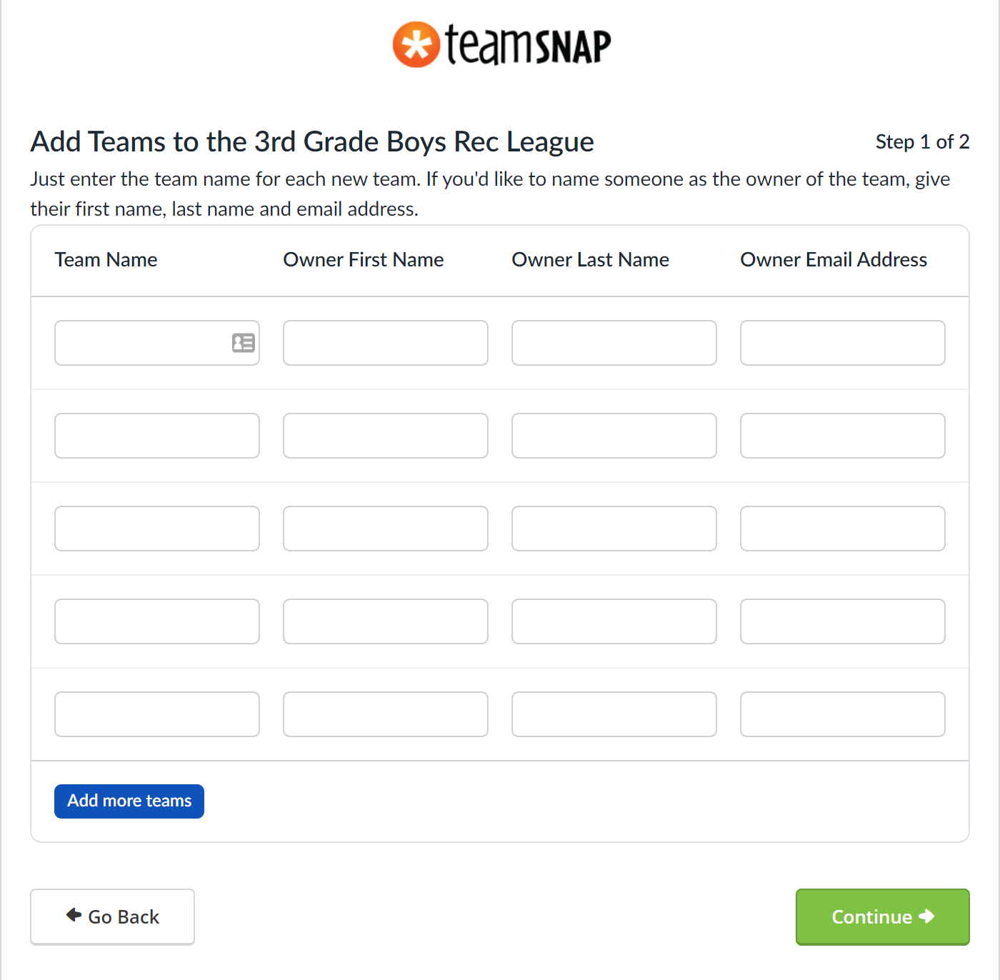 teamSNAP
Add Teams to the 3rd Grade Boys Rec League
Step 1 of 2
Just enter the team name for each new team. If you'd like to name someone as the owner of the team, give
their first name, last name and email address.
Team Name Owner First Name Owner Last Name Owner Email Address
Add more teams
Go Back
Continue